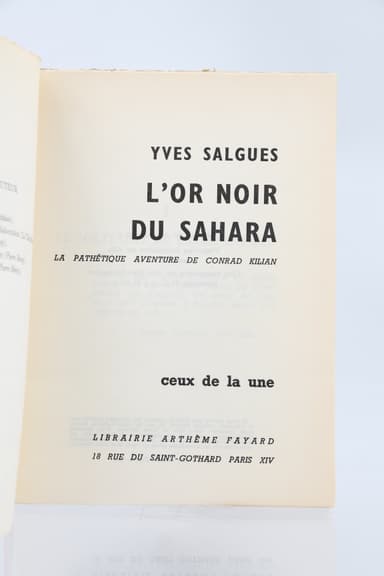 YVES SALGUES
L'OR NOIR
DU SAHARA
LA PATHÉTIQUE AVENTURE DE CONRAD KILIAN
ceux de la une
LIBRAIRIE ARTHÈME FAYARD
18 RUE DU SAINT-GOTHARD PARIS XIV